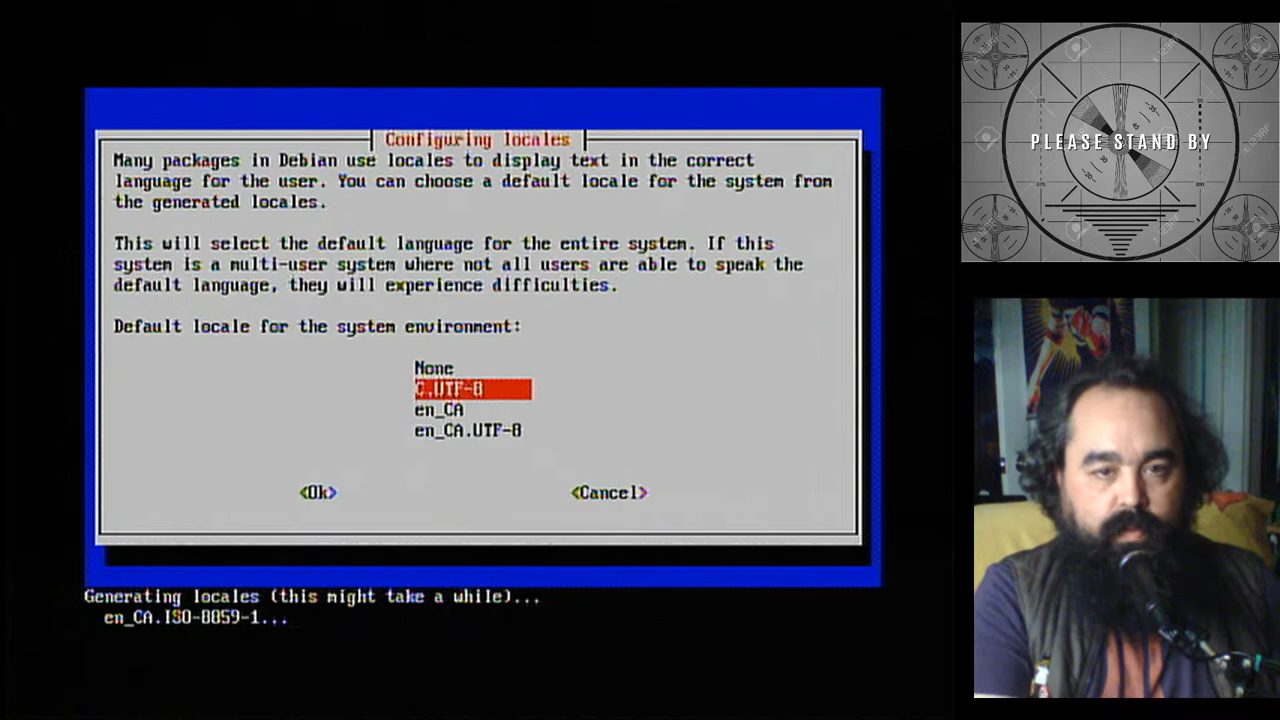 Configuring locales
Many packages in Debian use locales to display text in the correct
language for the user. You can choose a default locale for the system from
the generated locales.
This will select the default language for the entire system. If this
system is a multi-user system where not all users are able to speak the
default language, they will experience difficulties.
Default locale for the system environment:
None
C.UTF-8
en_CA
en_CA.UTF-8
<Ok> <Cancel>
Generating locales (this might take a while)...
en_CA.ISO-8859-1...
PLEASE STAND BY